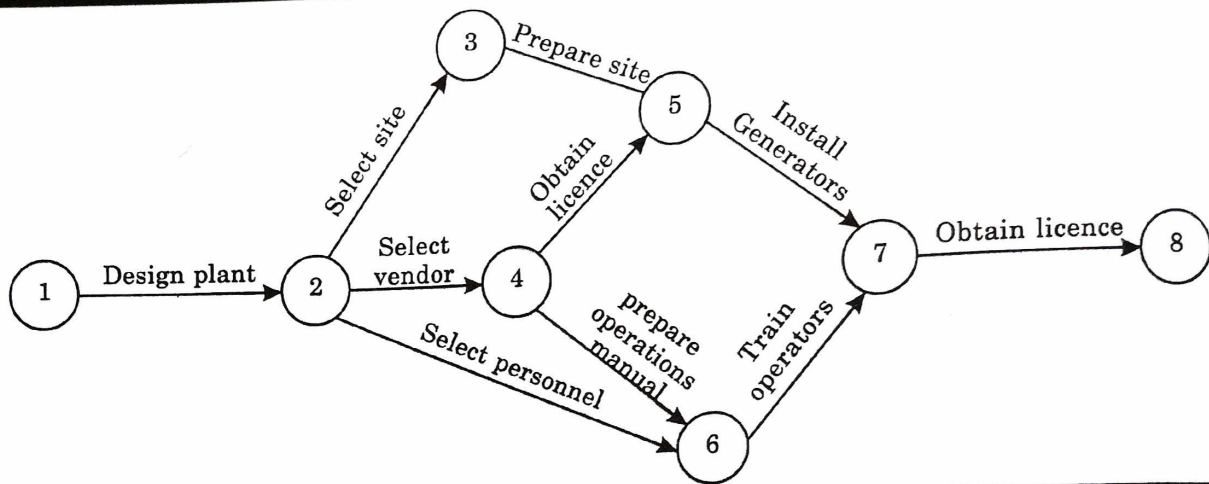 3
Prepare site
5
Install
Generators
Select site
Obtain
licence
7
Obtain licence
8
1
Design plant
2
Select
vendor
4
prepare
operations
manual
Train
operators
Select personnel
6